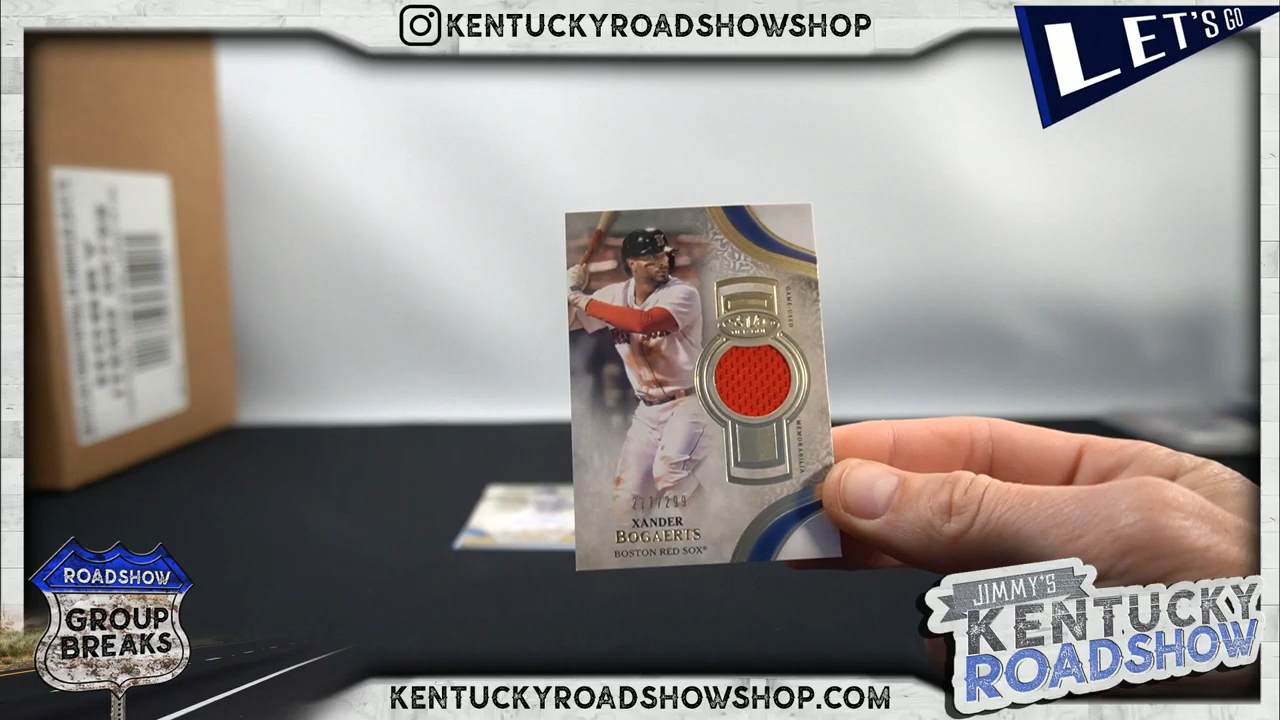 KENTUCKYROADSHOWSHOP
LET'S GO
GAME-USED
MEMORABILIA
/299
XANDER
BOGAERTS
BOSTON RED SOX®
ROADSHOW
GROUP
BREAKS
JIMMY'S
KENTUCKY
ROADSHOW
KENTUCKYROADSHOWSHOP.COM